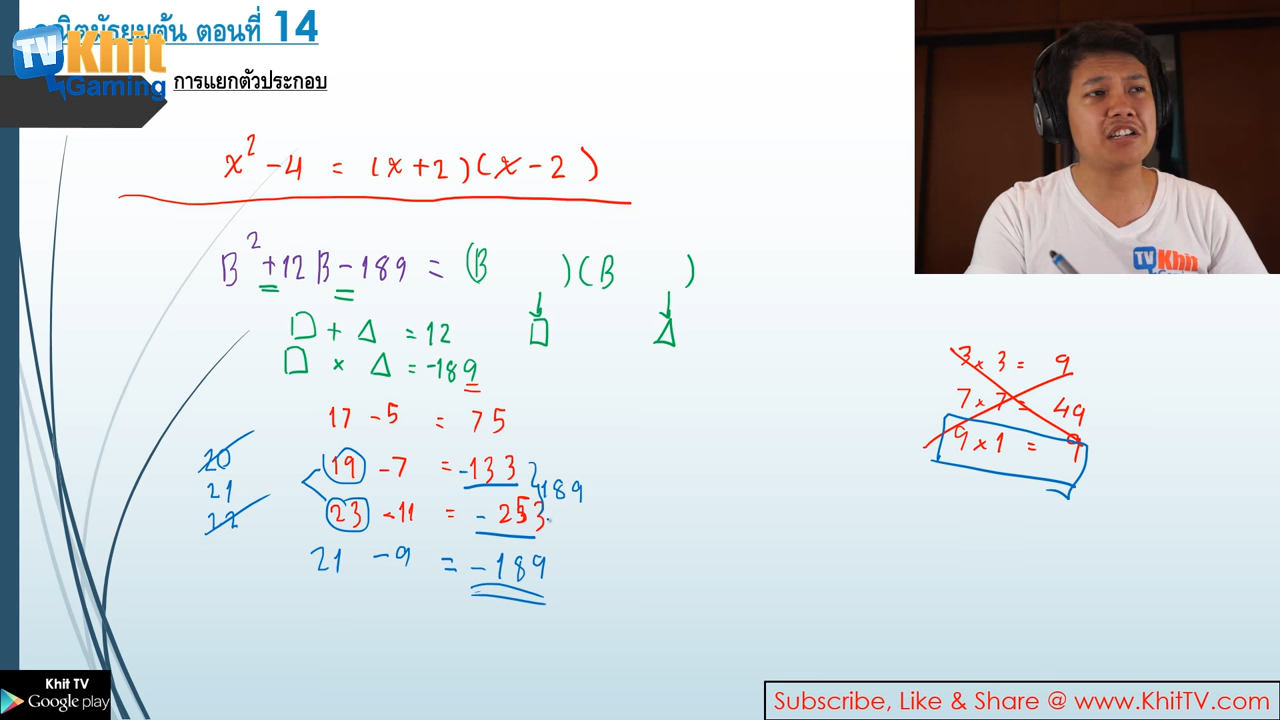 คณิตมัธยมต้น ตอนที่ 14
TV Khit
Gaming
การแยกตัวประกอบ
x² - 4 = (x + 2)(x - 2)
B² + 12B - 189 = (B )(B )
□ + △ = 12 □ △
□ × △ = -189
17 - 5 = 75
20 19 - 7 = -133
21 189
22 23 - 11 = -253
21 - 9 = -189
3 × 3 = 9
7 × 7 = 49
9 × 1 = 9
TV Khit
Gaming
Khit TV
Google play
Subscribe, Like & Share @ www.KhitTV.com